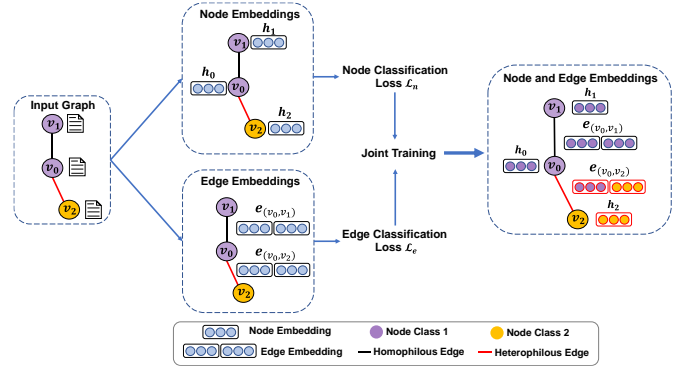 Input Graph
v₁
v₀
v₂
Node Embeddings
h₁
v₁
h₀
v₀
h₂
v₂
Edge Embeddings
v₁
e(v₀,v₁)
v₀
e(v₀,v₂)
v₂
Node Classification
Loss ℒₙ
Joint Training
Edge Classification
Loss ℒₑ
Node and Edge Embeddings
h₁
v₁
e(v₀,v₁)
h₀
v₀
e(v₀,v₂)
h₂
v₂
Node Embedding
Node Class 1
Node Class 2
Edge Embedding
Homophilous Edge
Heterophilous Edge